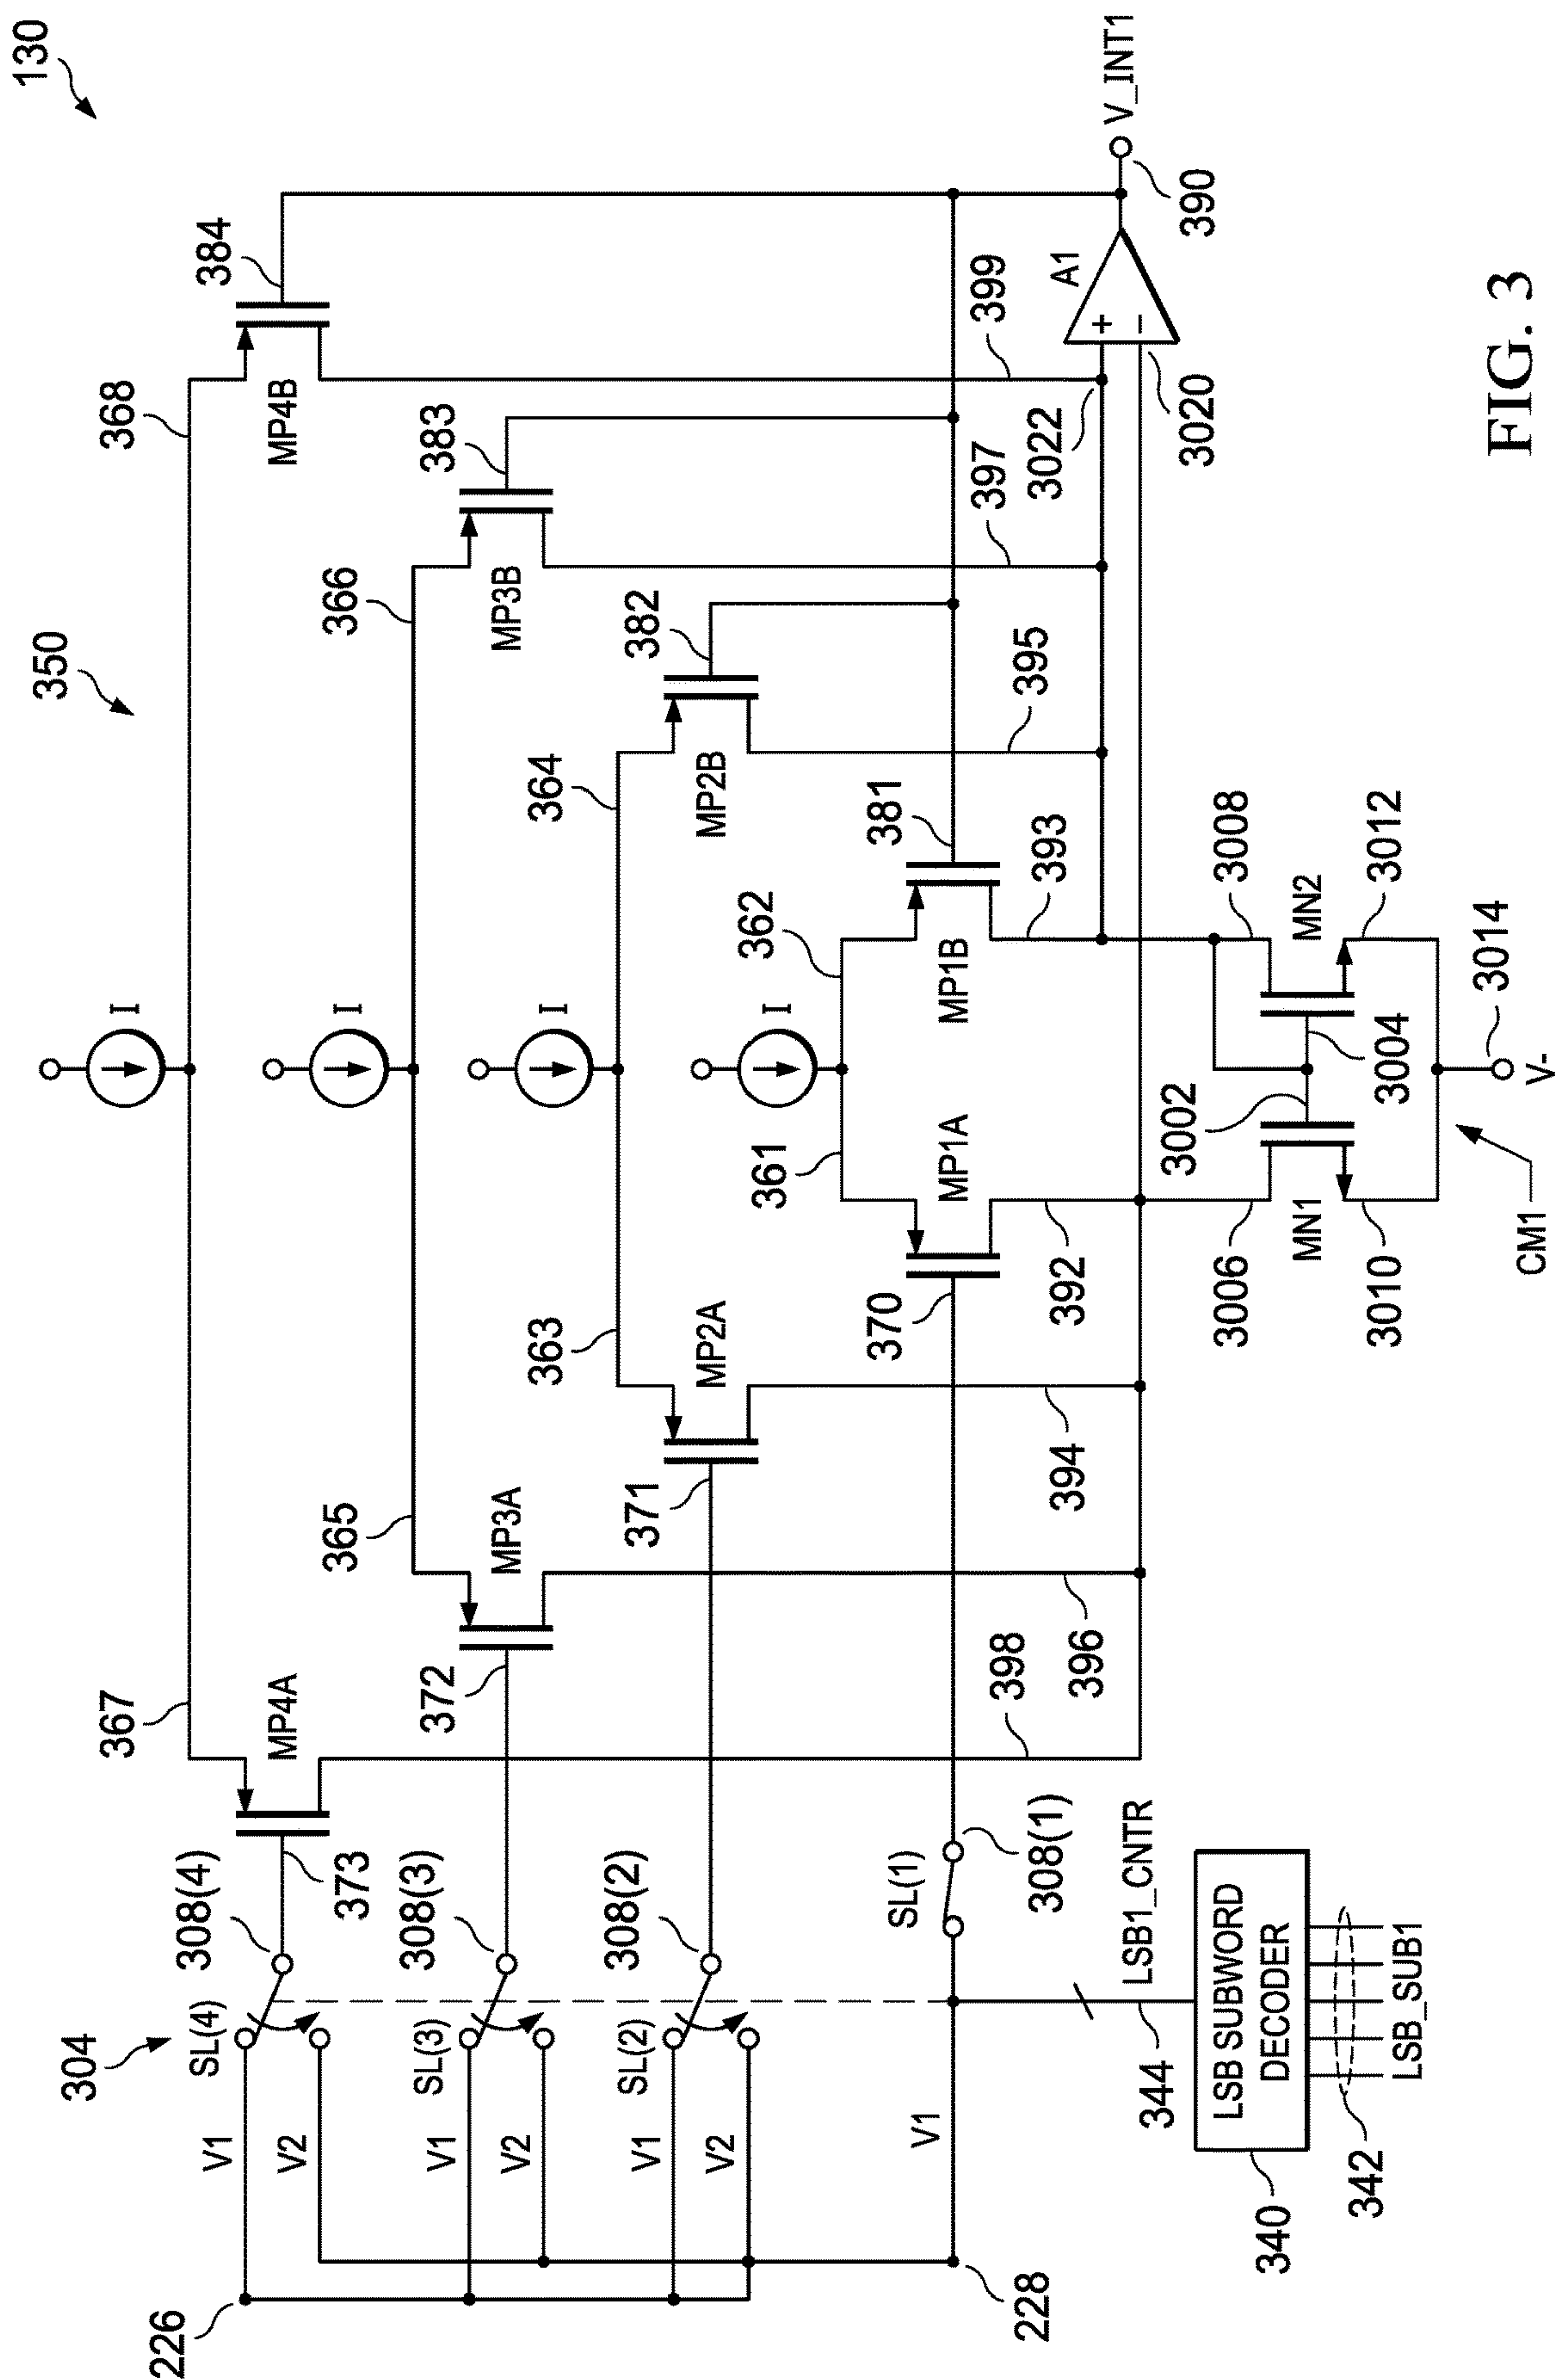 130
350
304
226
V1
V2
SL(4)
308(4)
373
367
MP4A
I
368
MP4B
384
V1
V2
SL(3)
308(3)
372
365
MP3A
I
366
MP3B
383
V1
V2
SL(2)
308(2)
371
363
MP2A
I
364
MP2B
382
228
V1
SL(1)
308(1)
370
361
MP1A
I
362
MP1B
381
398
396
394
392
393
395
397
399
3022
3020
A1
+
−
390
V_INT1
344
LSB1_CNTR
340
LSB SUBWORD
DECODER
342
LSB_SUB1
3006
MN1
3010
3002
3004
3008
MN2
3012
CM1
V-
3014
FIG. 3